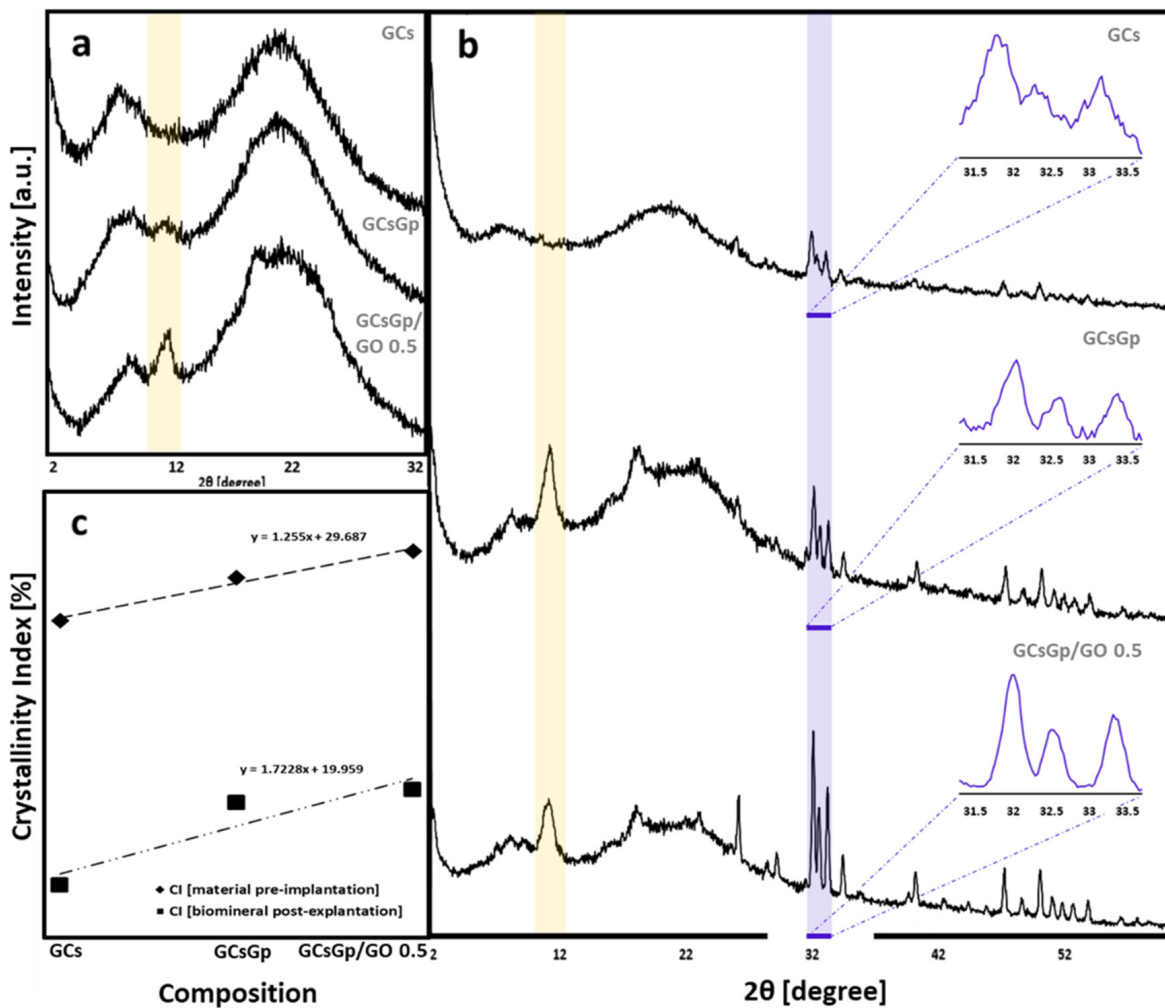 a
GCs
GCsGp
GCsGp/
GO 0.5
Intensity [a.u.]
2 12 22 32
2θ [degree]
b
GCs
31.5 32 32.5 33 33.5
GCsGp
31.5 32 32.5 33 33.5
GCsGp/GO 0.5
31.5 32 32.5 33 33.5
2 12 22 32 42 52
2θ [degree]
c
y = 1.255x + 29.687
y = 1.7228x + 19.959
CI [material pre-implantation]
CI [biomineral post-explantation]
Crystallinity Index [%]
GCs GCsGp GCsGp/GO 0.5
Composition